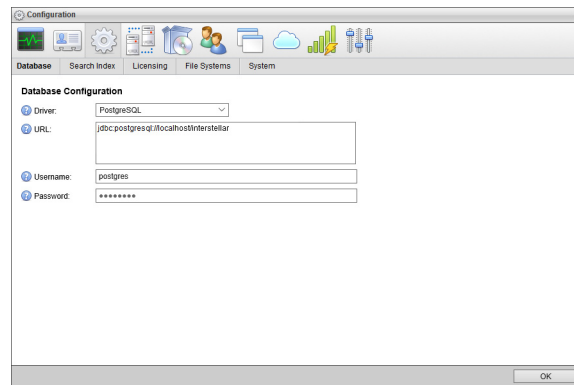 Configuration
Database Search Index Licensing File Systems System
Database Configuration
Driver: PostgreSQL
URL: jdbc:postgresql://localhost/interstellar
Username: postgres
Password: ••••••••
OK